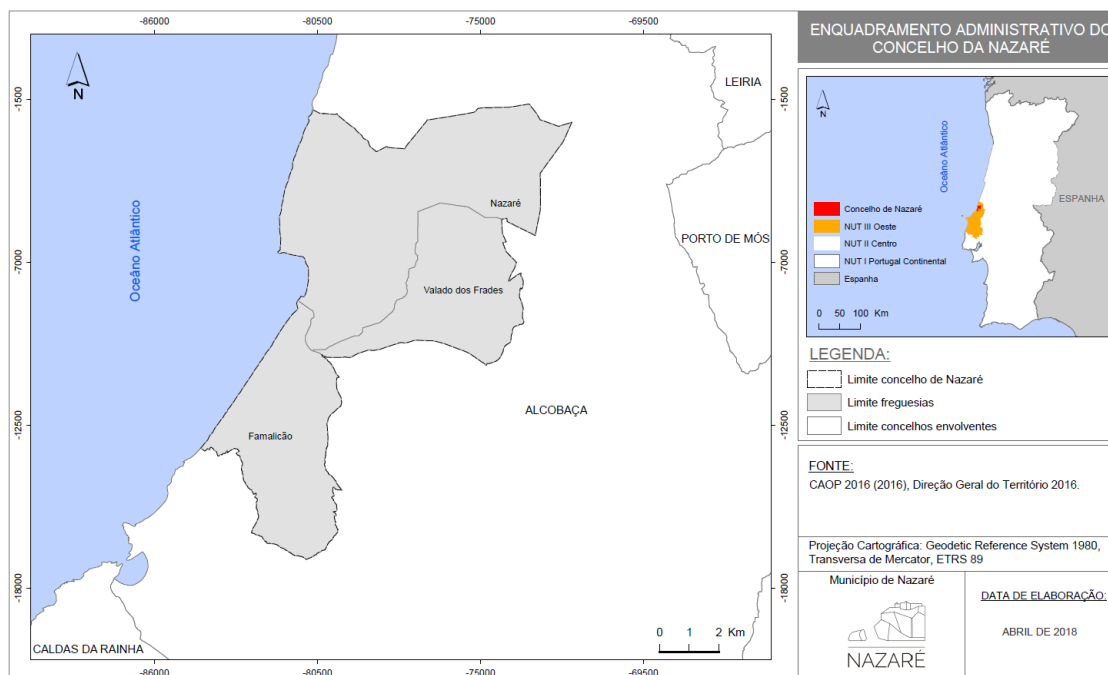 -86000
-80500
-75000
-69500
ENQUADRAMENTO ADMINISTRATIVO DO
CONCELHO DA NAZARÉ
N
LEIRIA
-1500
-1500
Nazaré
PORTO DE MÓS
Oceâno Atlântico
-7000
-7000
Valado dos Frades
ALCOBAÇA
-12500
-12500
Famalicão
-18000
-18000
CALDAS DA RAINHA
0 1 2 Km
-86000
-80500
-75000
-69500
N
Oceâno Atlântico
ESPANHA
Concelho de Nazaré
NUT III Oeste
NUT II Centro
NUT I Portugal Continental
Espanha
0 50 100 Km
LEGENDA:
Limite concelho de Nazaré
Limite freguesias
Limite concelhos envolventes
FONTE:
CAOP 2016 (2016), Direção Geral do Território 2016.
Projeção Cartográfica: Geodetic Reference System 1980,
Transversa de Mercator, ETRS 89
Município de Nazaré
NAZARÉ
DATA DE ELABORAÇÃO:
ABRIL DE 2018